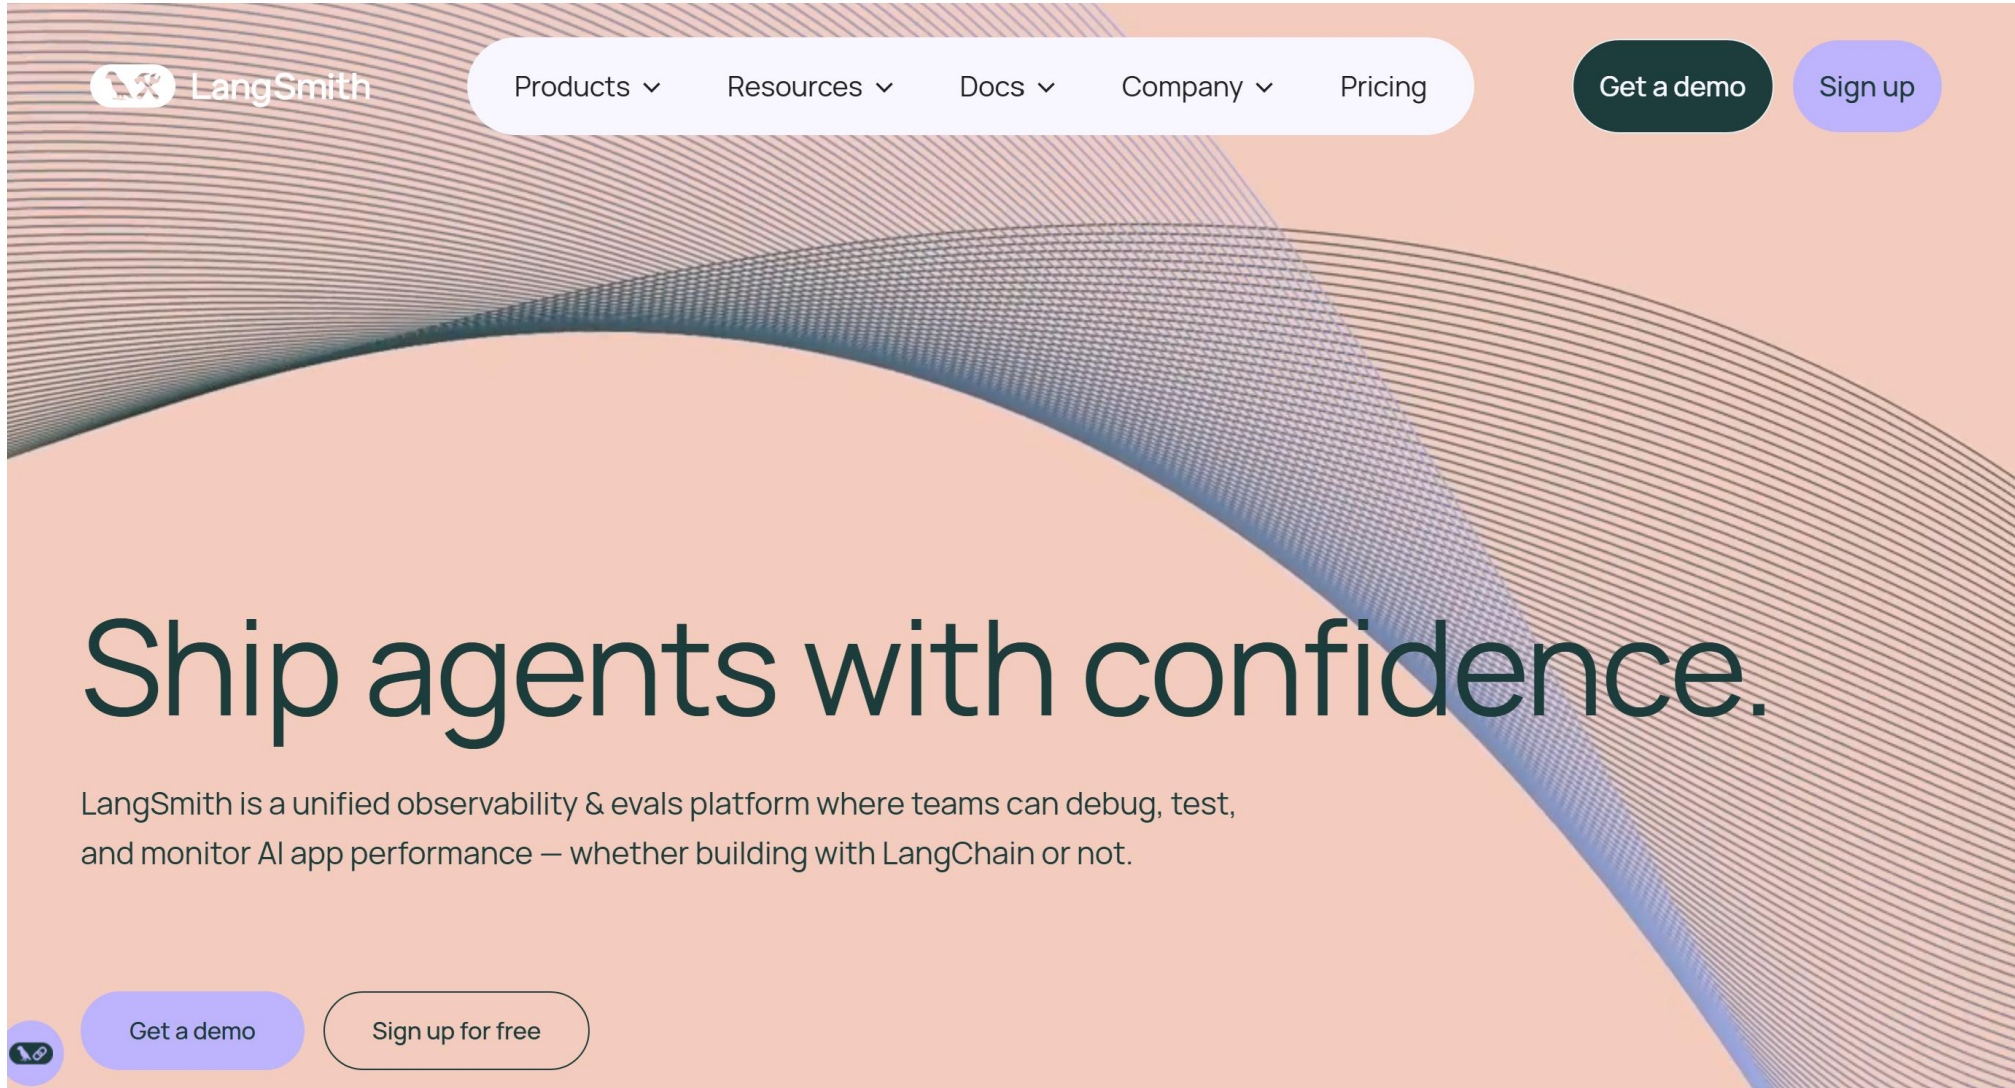 LangSmith
Products
Resources
Docs
Company
Pricing
Get a demo
Sign up
Ship agents with confidence.
LangSmith is a unified observability & evals platform where teams can debug, test,
and monitor AI app performance — whether building with LangChain or not.
Get a demo
Sign up for free